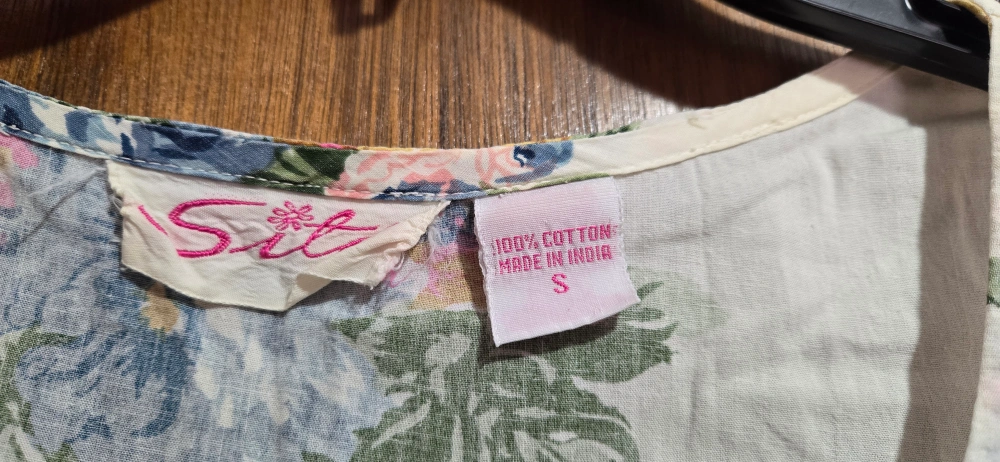 Sit
100% COTTON
MADE IN INDIA
S